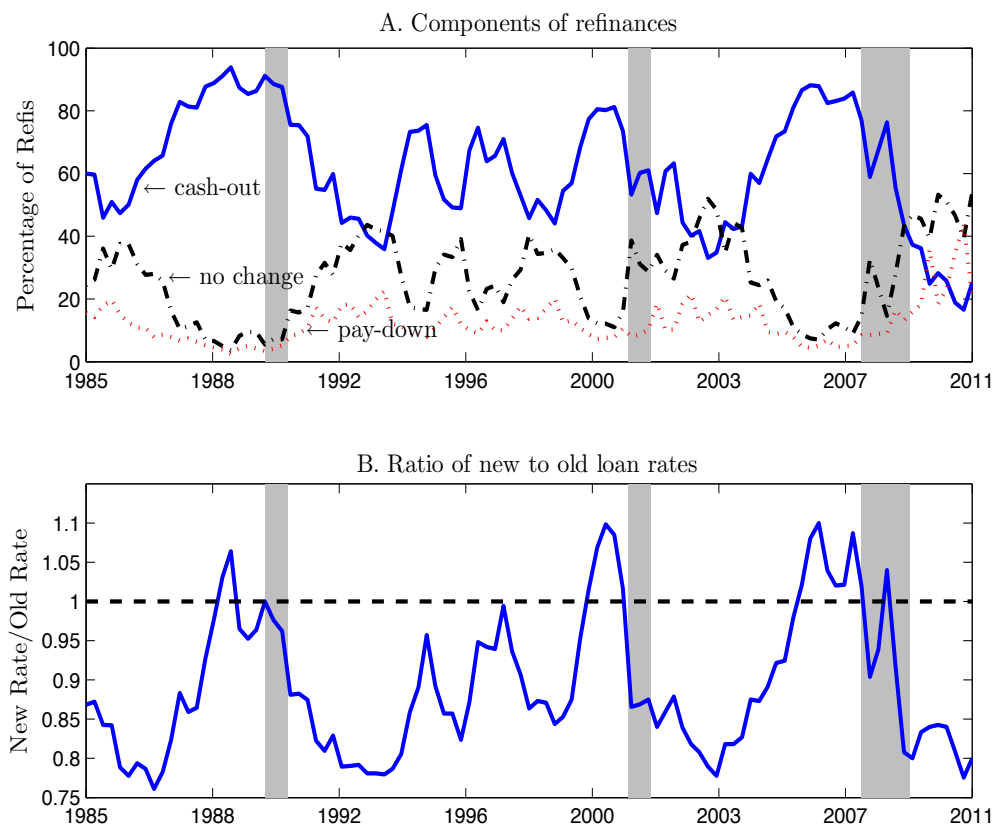 A. Components of refinances
Percentage of Refis
100
80
60
40
20
0
← cash-out
← no change
← pay-down
1985 1988 1992 1996 2000 2003 2007 2011
B. Ratio of new to old loan rates
New Rate/Old Rate
1.1
1.05
1
0.95
0.9
0.85
0.8
0.75
1985 1988 1992 1996 2000 2003 2007 2011